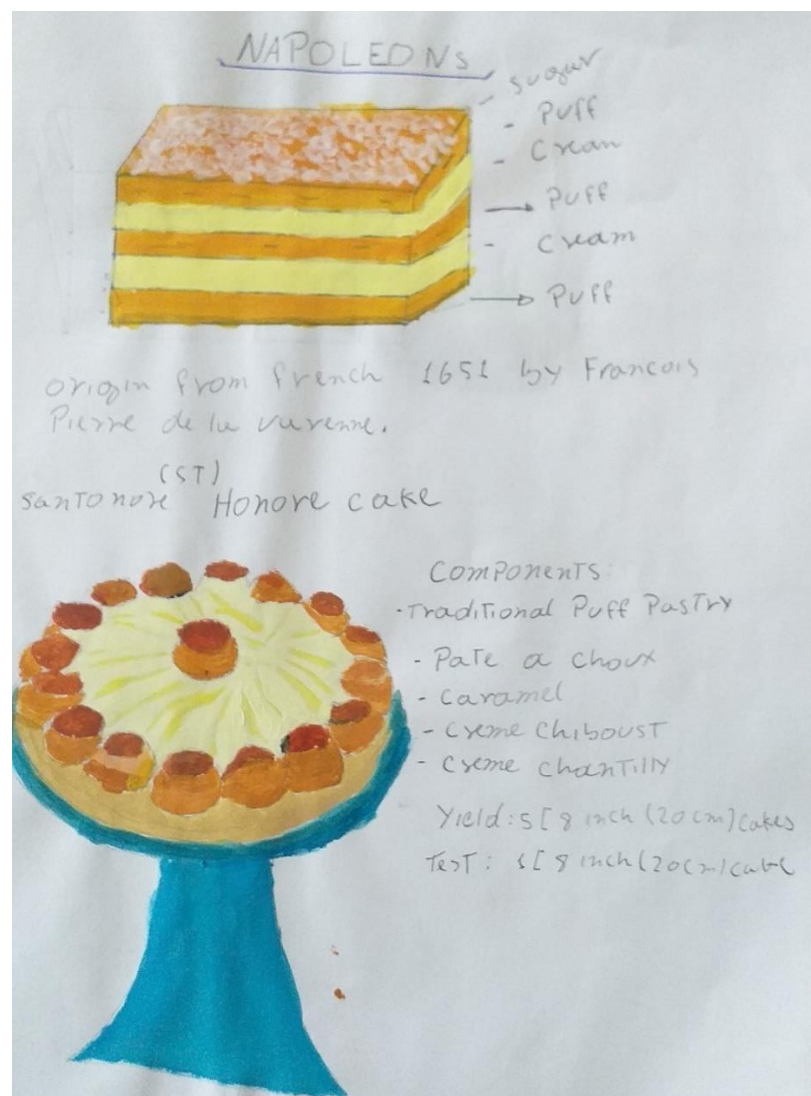 NAPOLEONS
sugar
- Puff
- Cream
Puff
- Cream
Puff
origin from french 1651 by Francois
Pierre de la varenne.
(ST)
santonore Honore cake
Components
- Traditional Puff Pastry
- Pate a choux
- Caramel
- Creme Chiboust
- Creme chantilly
Yield: 5 [8 inch (20cm] cakes
Test: 1[ 8 inch (20cm)